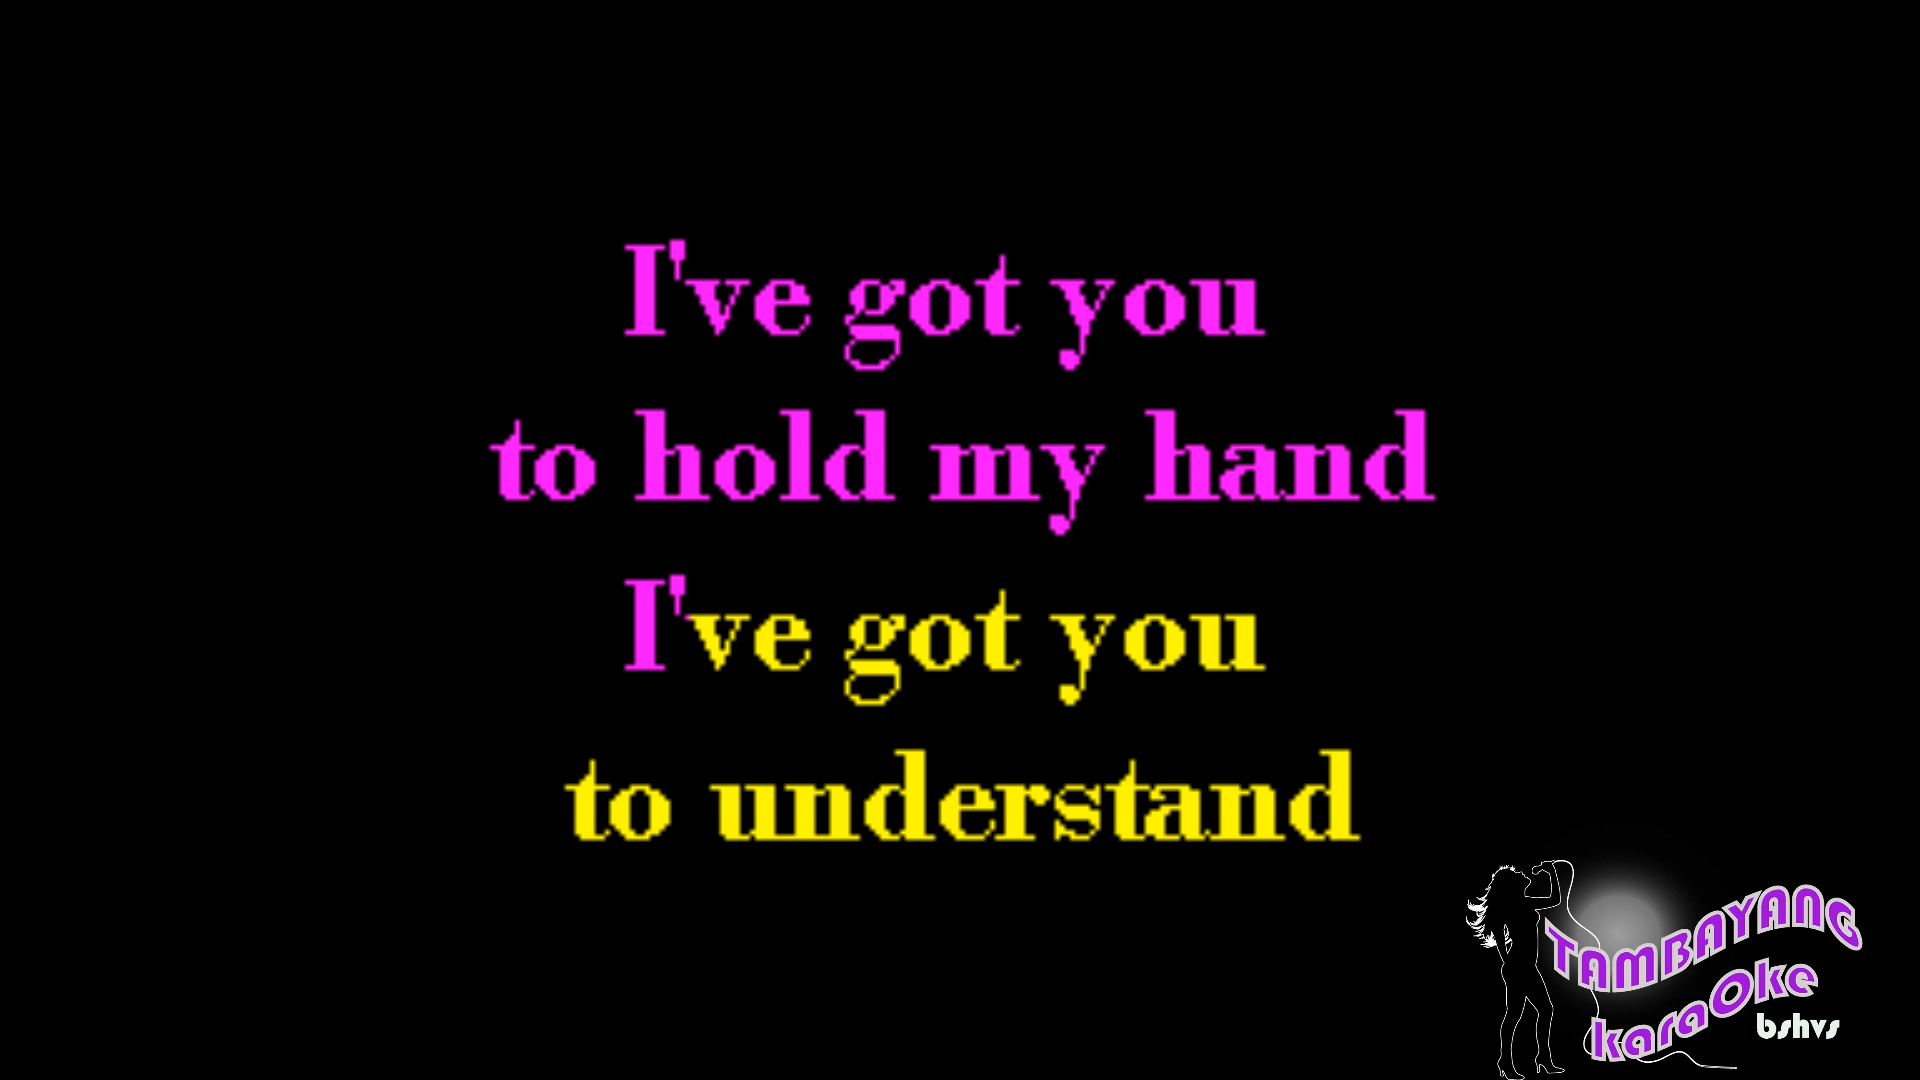 I've got you
to hold my hand
I've got you
to understand
TAMBAYANG
karaOke
bshvs